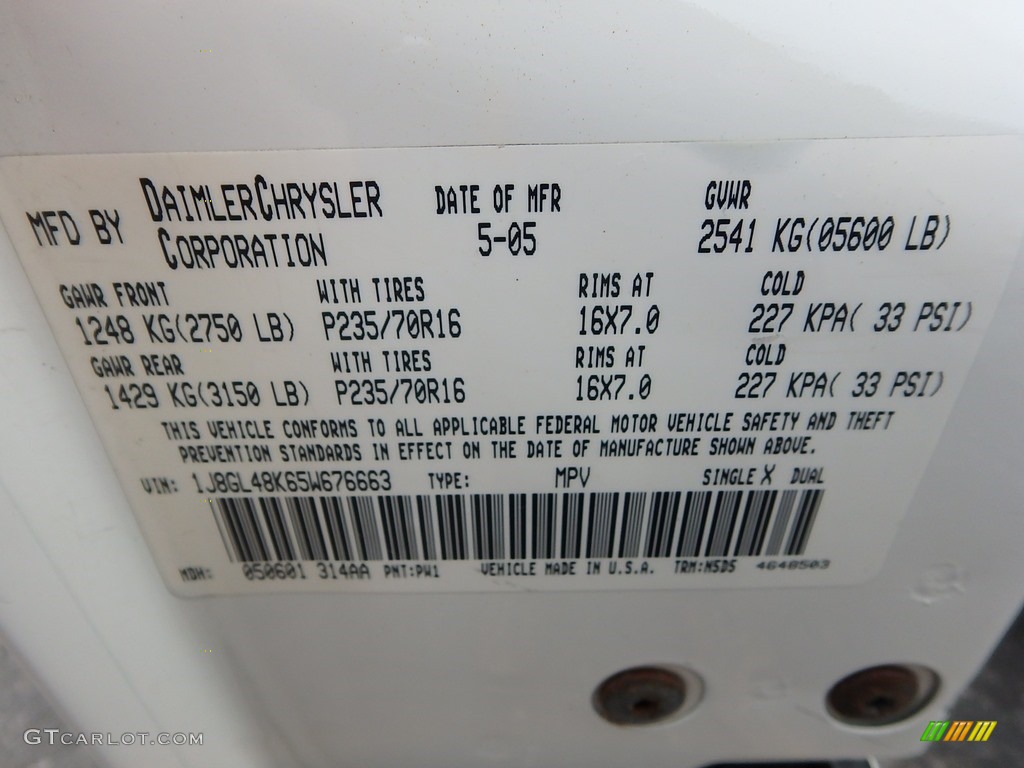 MFD BY DAIMLERCHRYSLER CORPORATION DATE OF MFR 5-05 GVWR 2541 KG(05600 LB)
GAWR FRONT WITH TIRES RIMS AT COLD
1248 KG(2750 LB) P235/70R16 16X7.0 227 KPA( 33 PSI)
GAWR REAR WITH TIRES RIMS AT COLD
1429 KG(3150 LB) P235/70R16 16X7.0 227 KPA( 33 PSI)
THIS VEHICLE CONFORMS TO ALL APPLICABLE FEDERAL MOTOR VEHICLE SAFETY AND THEFT
PREVENTION STANDARDS IN EFFECT ON THE DATE OF MANUFACTURE SHOWN ABOVE.
VIN: 1J8GL48K65W676663 TYPE: MPV SINGLE X DUAL
MDH: 050601 314AA PNT:PW1 VEHICLE MADE IN U.S.A. TRM:N5D5 4648503
GTCARLOT.COM